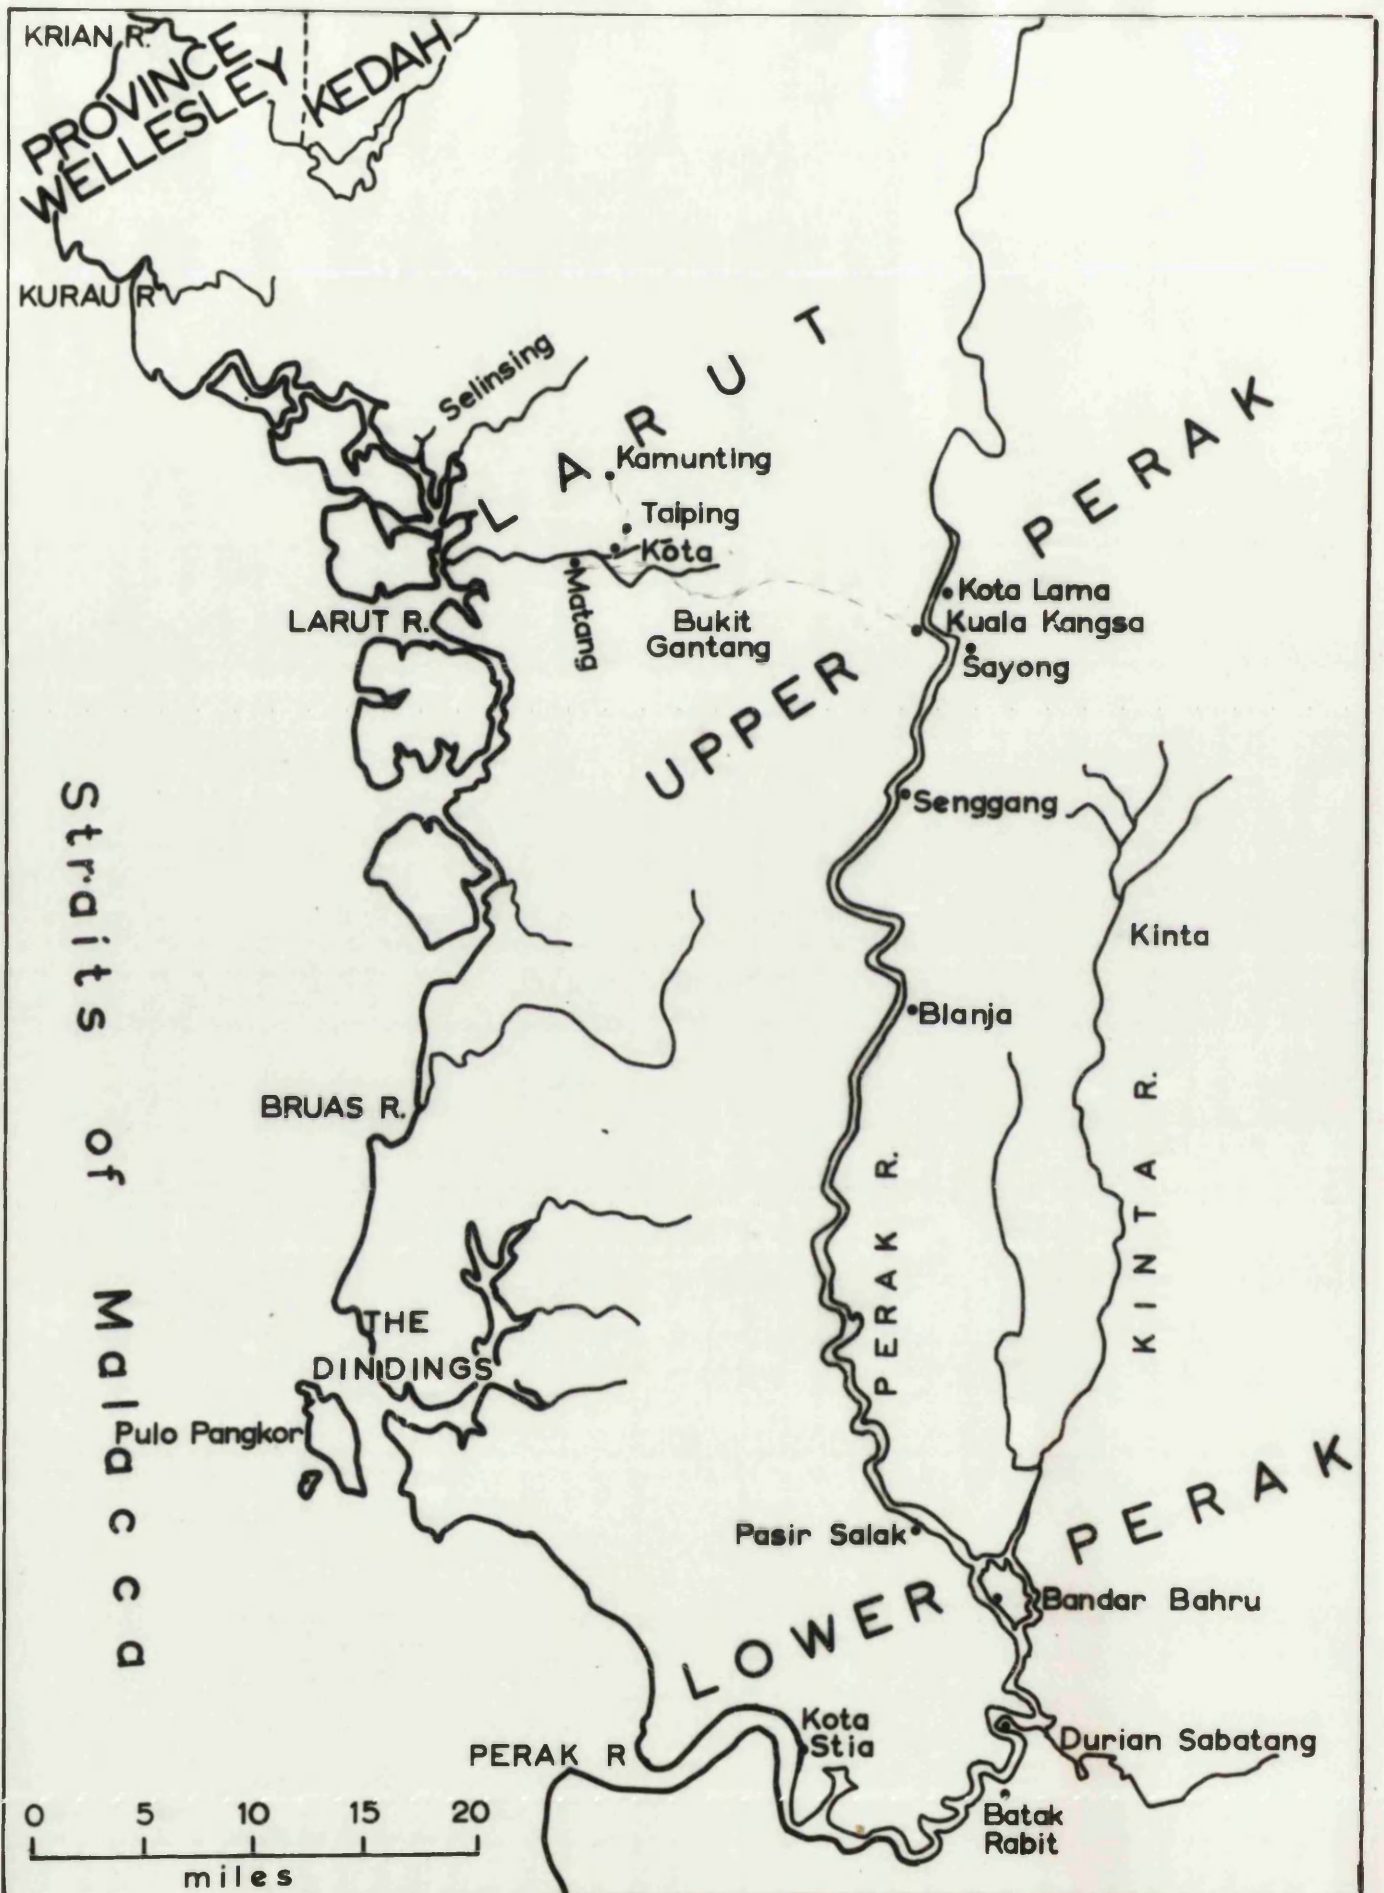 KRIAN R.
PROVINCE
WELLESLEY
KEDAH
KURAU R
Selinsing
LARUT
Kamunting
Taiping
Kota
Matang
LARUT R.
Bukit
Gantang
UPPER PERAK
Kota Lama
Kuala Kangsa
Sayong
Senggang
Kinta
Blanja
Straits of Malacca
BRUAS R.
PERAK R.
KINTA R.
THE
DINIDINGS
Pulo Pangkor
Pasir Salak
LOWER PERAK
Bandar Bahru
Kota
Stia
PERAK R
Durian Sabatang
Batak
Rabit
0 5 10 15 20
miles